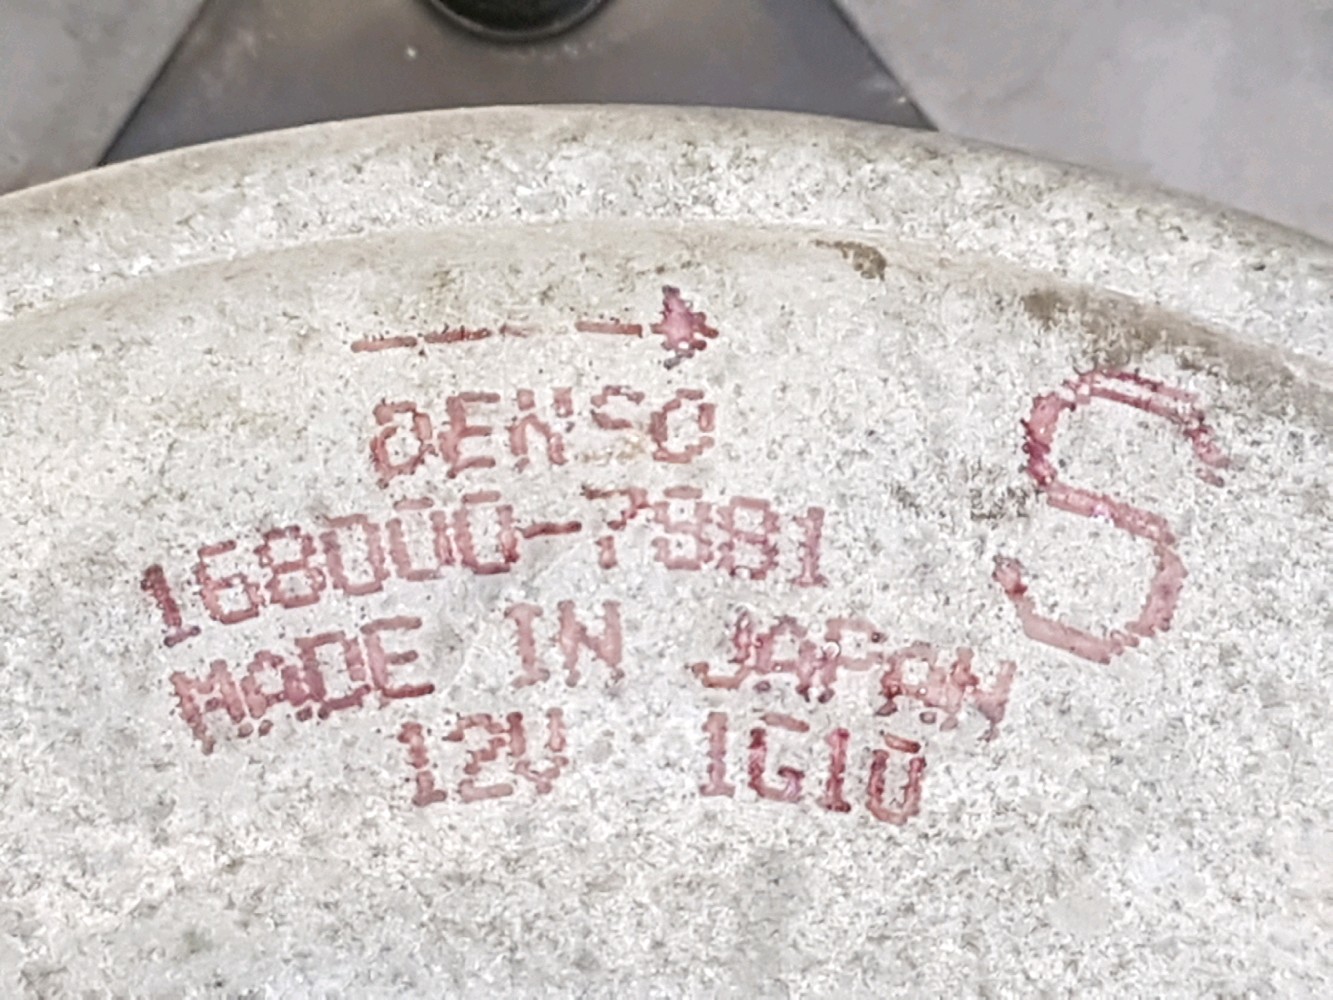 DENSO
S
168000-7981
MADE IN JAPAN
12V 1G10